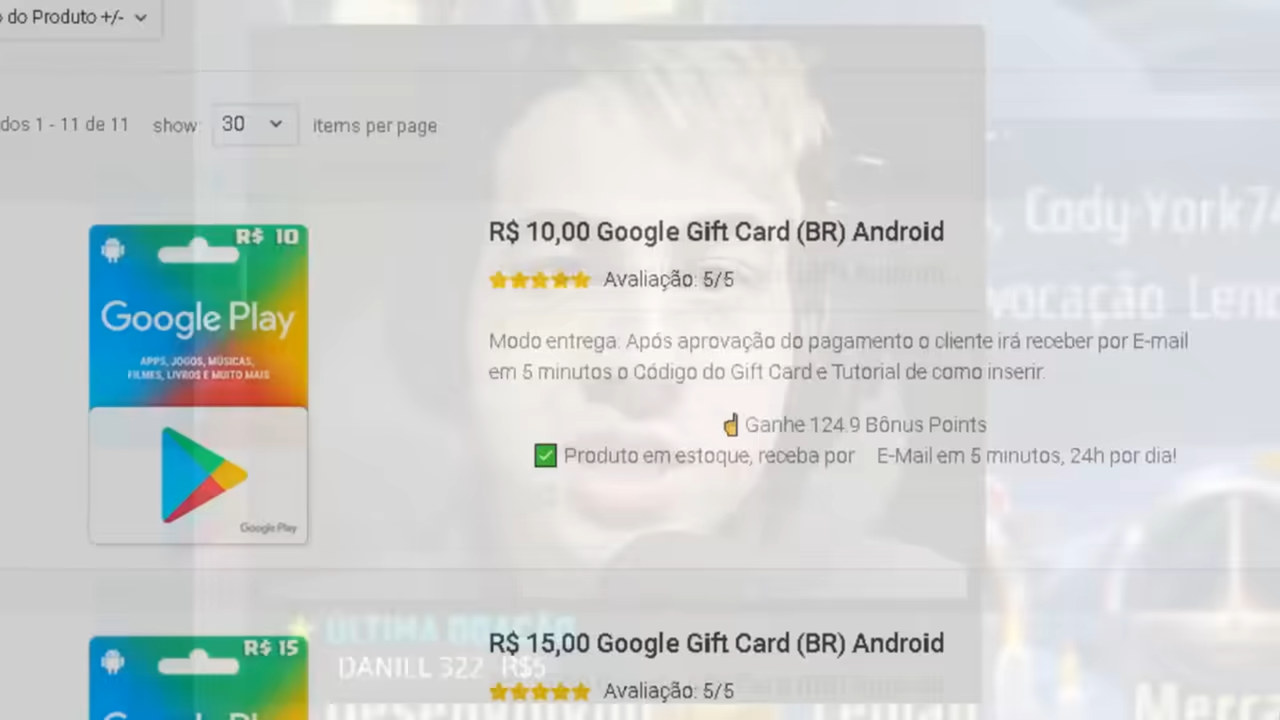 do Produto +/-
dos 1 - 11 de 11 show 30 items per page
R$ 10
Google Play
APPS, JOGOS, MÚSICAS,
FILMES, LIVROS E MUITO MAIS
Google Play
R$ 10,00 Google Gift Card (BR) Android
Avaliação: 5/5
Modo entrega: Após aprovação do pagamento o cliente irá receber por E-mail
em 5 minutos o Código do Gift Card e Tutorial de como inserir.
Ganhe 124.9 Bônus Points
Produto em estoque, receba por E-Mail em 5 minutos, 24h por dia!
, Cody-York74
vocação Lend
ÚLTIMA DOAÇÃO
DANILL 322 R$5
R$ 15
R$ 15,00 Google Gift Card (BR) Android
Avaliação: 5/5
Merca